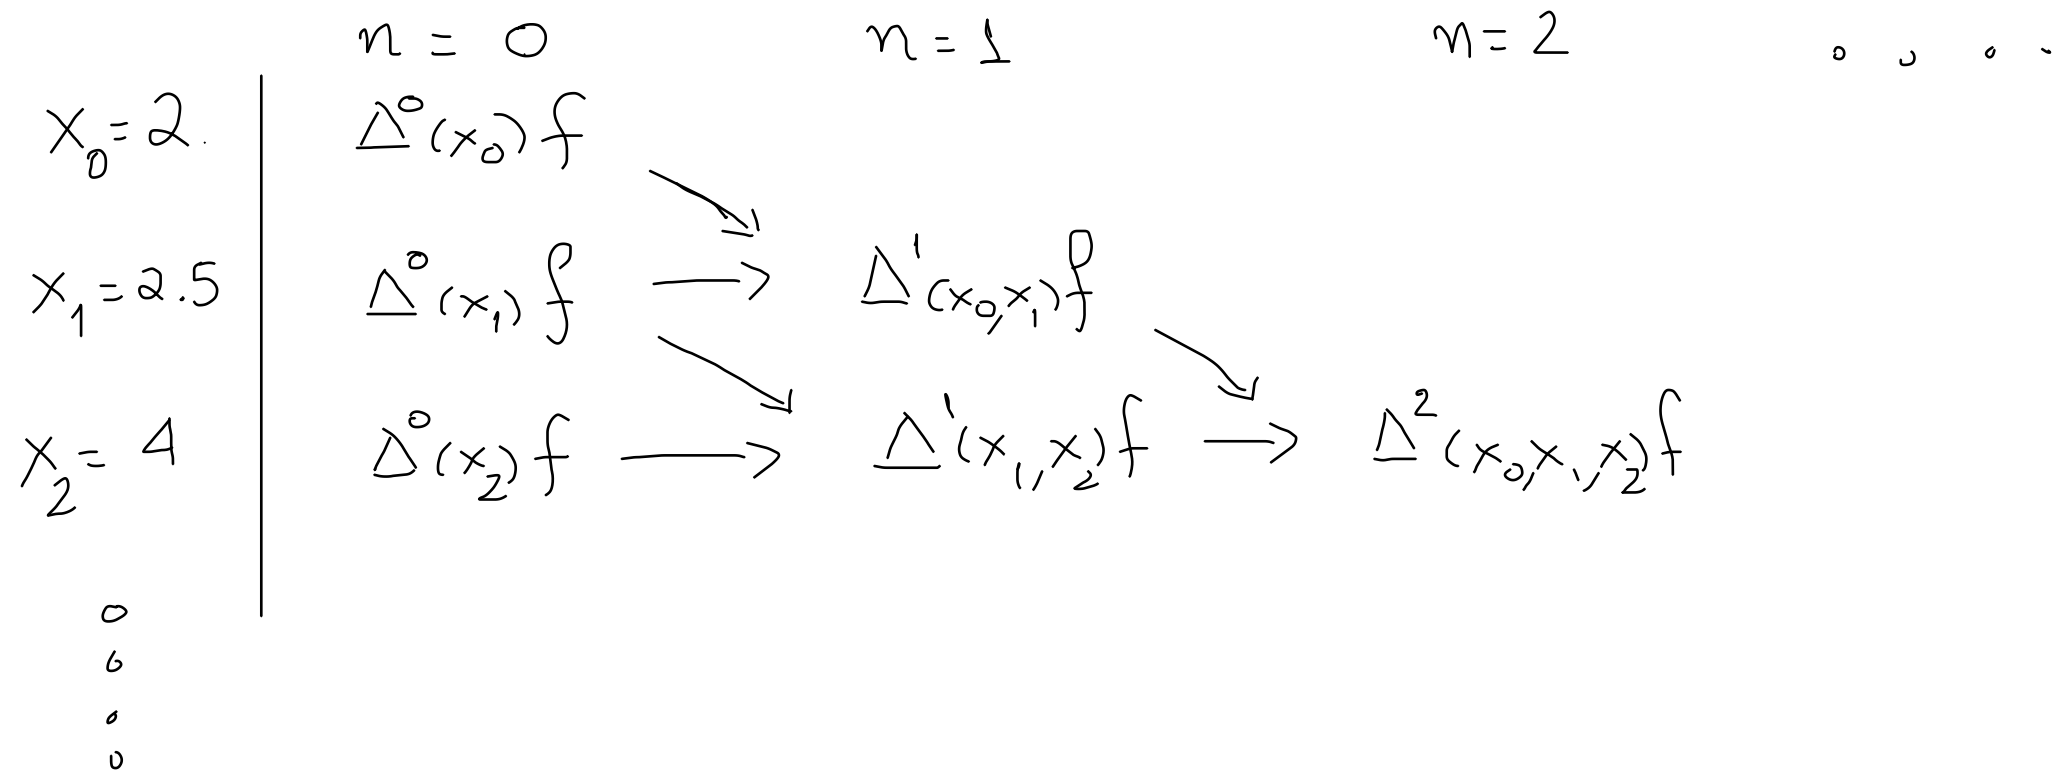 n = 0 n = 1 n = 2 . . . .
x₀ = 2. Δ⁰(x₀)f
x₁ = 2.5 Δ⁰(x₁)f → Δ¹(x₀,x₁)f
x₂ = 4 Δ⁰(x₂)f → Δ¹(x₁,x₂)f → Δ²(x₀,x₁,x₂)f
.
.
.
.